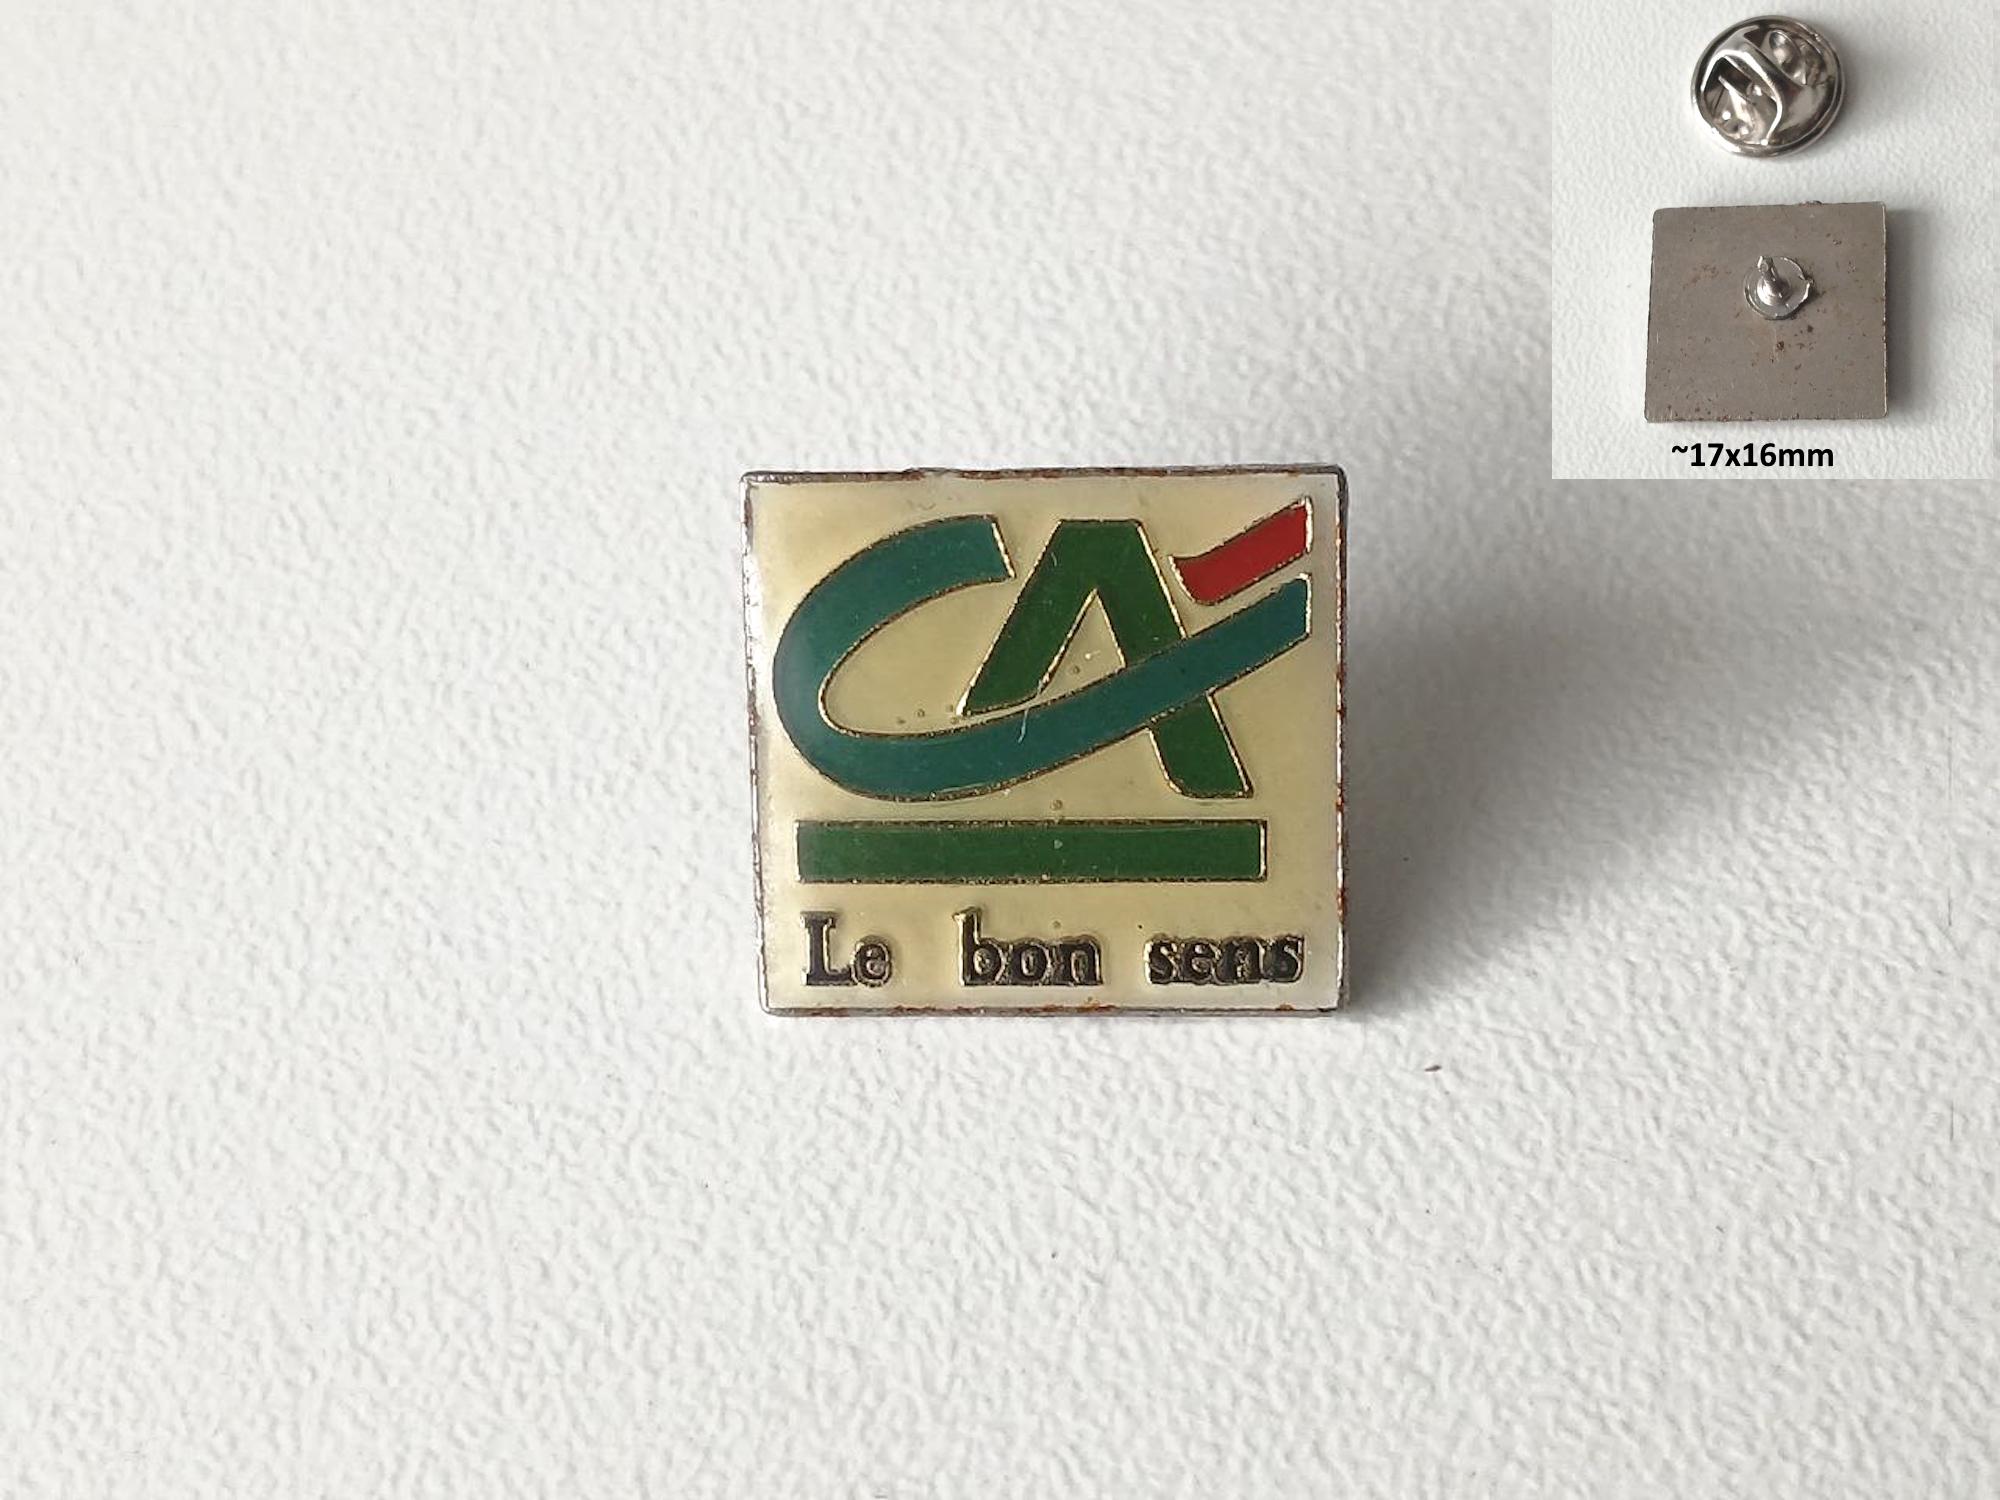 CA
Le bon sens
~17x16mm